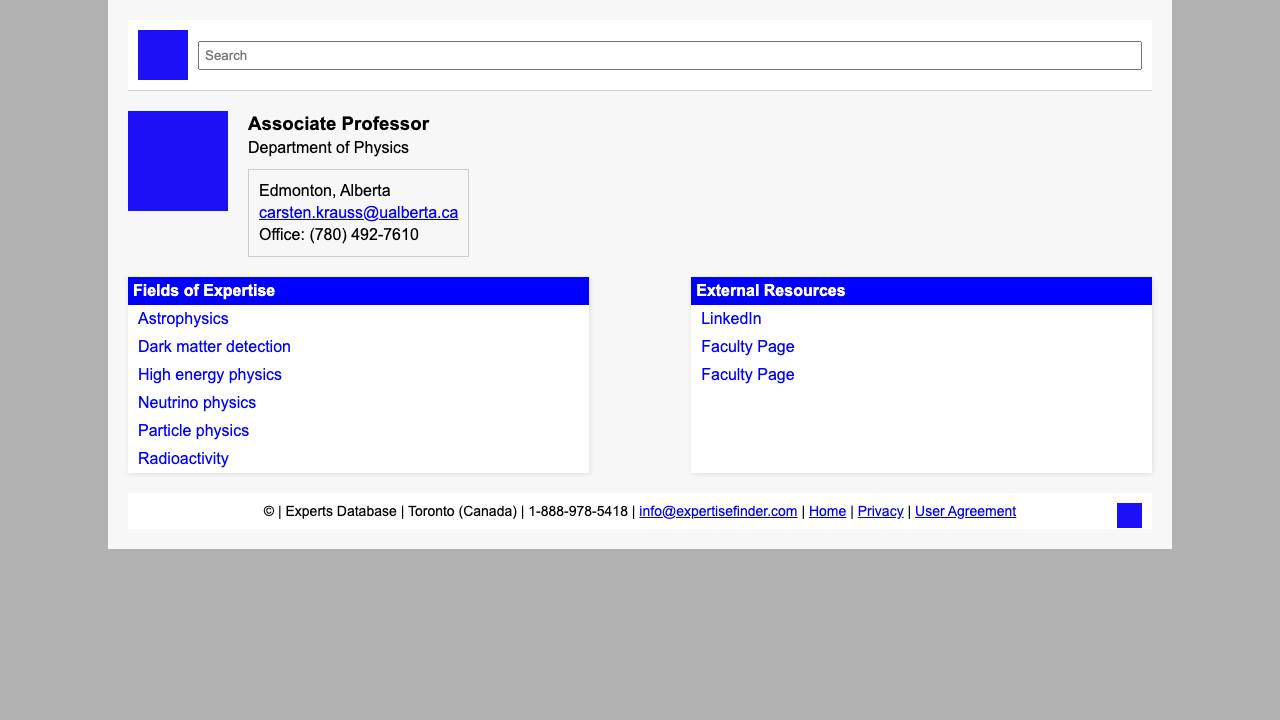 Search
Associate Professor
Department of Physics
Edmonton, Alberta
carsten.krauss@ualberta.ca
Office: (780) 492-7610
Fields of Expertise
Astrophysics
Dark matter detection
High energy physics
Neutrino physics
Particle physics
Radioactivity
External Resources
LinkedIn
Faculty Page
Faculty Page
© | Experts Database | Toronto (Canada) | 1-888-978-5418 | info@expertisefinder.com | Home | Privacy | User Agreement